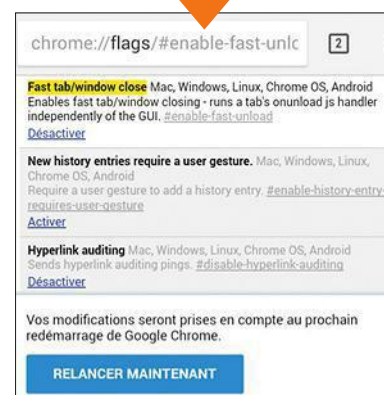 chrome://flags/#enable-fast-unlc
2
Fast tab/window close Mac, Windows, Linux, Chrome OS, Android
Enables fast tab/window closing - runs a tab's onunload js handler
independently of the GUI. #enable-fast-unload
Désactiver
New history entries require a user gesture. Mac, Windows, Linux,
Chrome OS, Android
Require a user gesture to add a history entry. #enable-history-entry-
requires-user-gesture
Activer
Hyperlink auditing Mac, Windows, Linux, Chrome OS, Android
Sends hyperlink auditing pings. #disable-hyperlink-auditing
Désactiver
Vos modifications seront prises en compte au prochain
redémarrage de Google Chrome.
RELANCER MAINTENANT